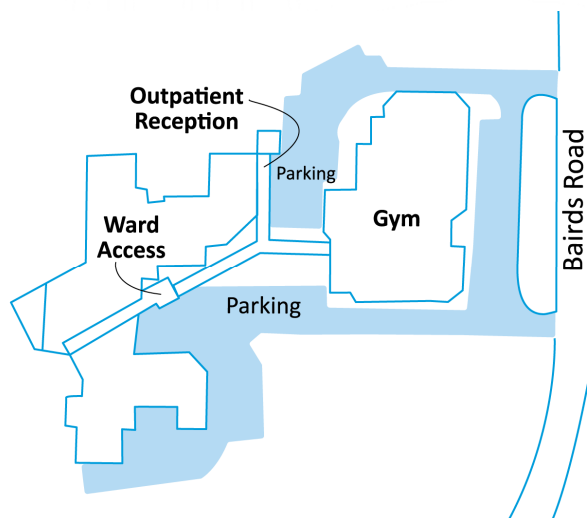 Outpatient
Reception
Parking
Gym
Ward
Access
Parking
Bairds Road